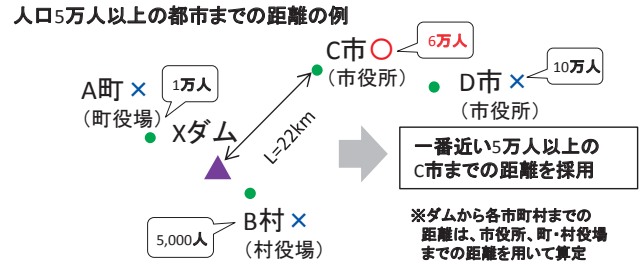 人口5万人以上の都市までの距離の例
C市○
（市役所）
6万人
A町×
（町役場）
1万人
D市×
（市役所）
10万人
Xダム
L=22km
一番近い5万人以上の
C市までの距離を採用
B村×
（村役場）
5,000人
※ダムから各市町村までの
距離は、市役所、町・村役場
までの距離を用いて算定